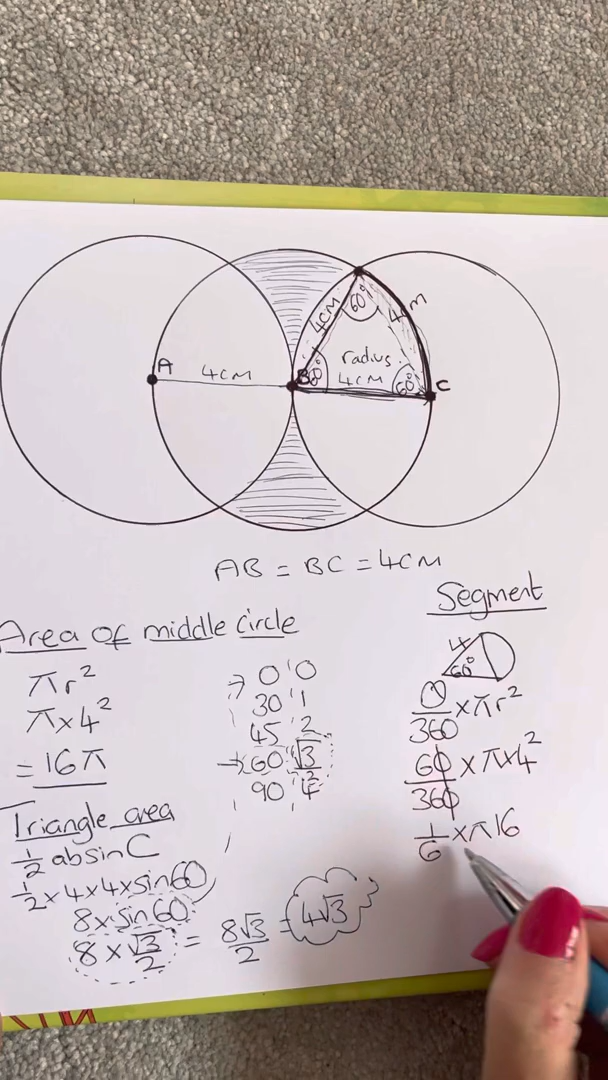 A 4CM B 4CM 60° 4 M
radius
60° 4CM 60° C
AB = BC = 4CM
Segment
Area of middle circle
4
60°
πr²
π×4²
= 16π
→ 0 0
30 1
45 2
→ 60 √3/2
90 4
θ/360 × πr²
60/360 × π×4²
1/6 × π16
Triangle area
½ absinC
½×4×4×sin60
8×sin60
8 × √3/2 = 8√3/2 = 4√3